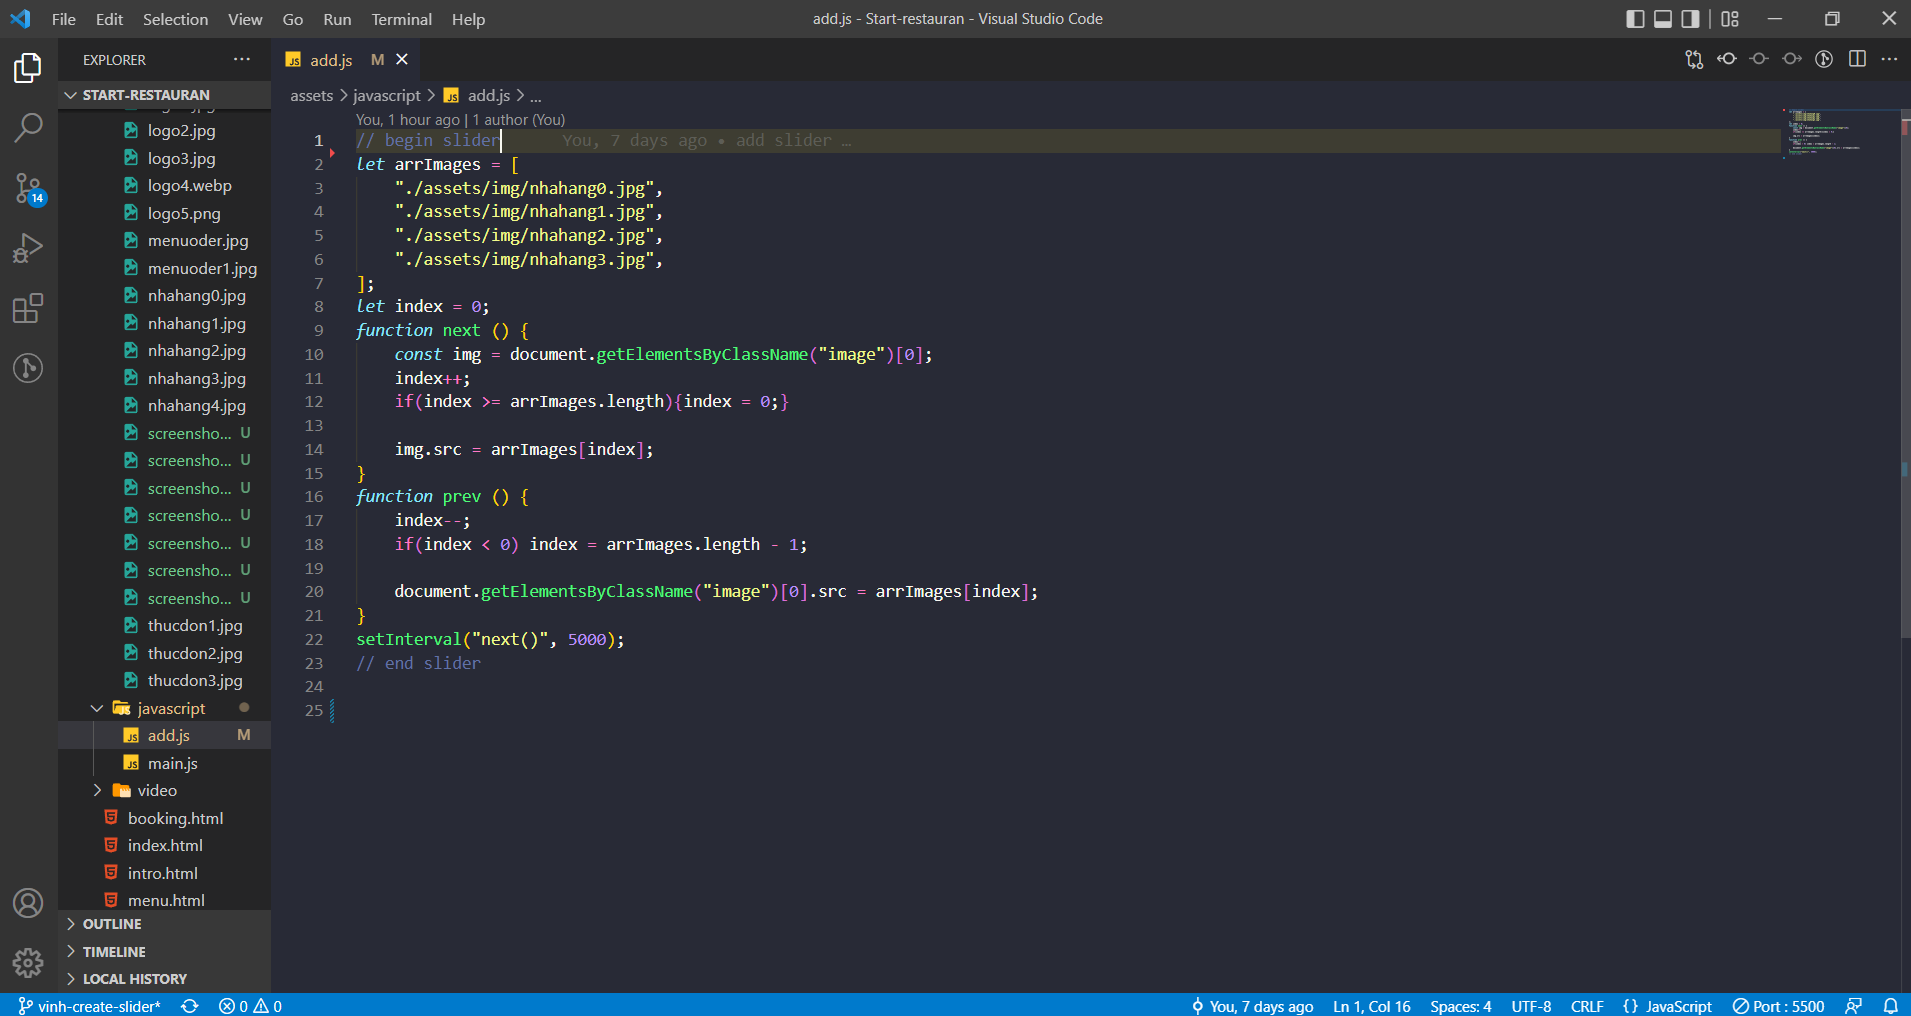 File Edit Selection View Go Run Terminal Help
add.js - Start-restauran - Visual Studio Code
EXPLORER
START-RESTAURAN
logo2.jpg
logo3.jpg
logo4.webp
logo5.png
menuoder.jpg
menuoder1.jpg
nhahang0.jpg
nhahang1.jpg
nhahang2.jpg
nhahang3.jpg
nhahang4.jpg
screensho... U
screensho... U
screensho... U
screensho... U
screensho... U
screensho... U
screensho... U
thucdon1.jpg
thucdon2.jpg
thucdon3.jpg
javascript
JS add.js M
JS main.js
video
booking.html
index.html
intro.html
menu.html
OUTLINE
TIMELINE
LOCAL HISTORY
14
JS add.js M
assets > javascript > JS add.js > ...
You, 1 hour ago | 1 author (You)
1 // begin slider You, 7 days ago • add slider …
2 let arrImages = [
3 "./assets/img/nhahang0.jpg",
4 "./assets/img/nhahang1.jpg",
5 "./assets/img/nhahang2.jpg",
6 "./assets/img/nhahang3.jpg",
7 ];
8 let index = 0;
9 function next () {
10 const img = document.getElementsByClassName("image")[0];
11 index++;
12 if(index >= arrImages.length){index = 0;}
13
14 img.src = arrImages[index];
15 }
16 function prev () {
17 index--;
18 if(index < 0) index = arrImages.length - 1;
19
20 document.getElementsByClassName("image")[0].src = arrImages[index];
21 }
22 setInterval("next()", 5000);
23 // end slider
24
25
vinh-create-slider* 0 0
You, 7 days ago Ln 1, Col 16 Spaces: 4 UTF-8 CRLF {} JavaScript Port : 5500